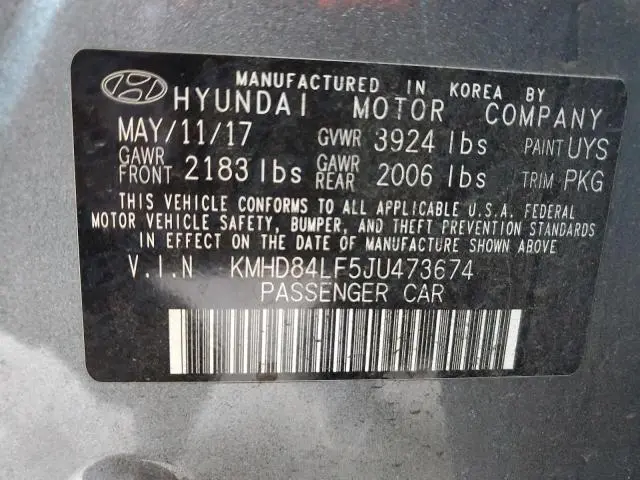 MANUFACTURED IN KOREA BY
HYUNDAI MOTOR COMPANY
MAY/11/17 GVWR 3924 lbs PAINT UYS
GAWR FRONT 2183 lbs GAWR REAR 2006 lbs TRIM PKG
THIS VEHICLE CONFORMS TO ALL APPLICABLE U.S.A. FEDERAL
MOTOR VEHICLE SAFETY, BUMPER, AND THEFT PREVENTION STANDARDS
IN EFFECT ON THE DATE OF MANUFACTURE SHOWN ABOVE.
V.I.N KMHD84LF5JU473674
PASSENGER CAR